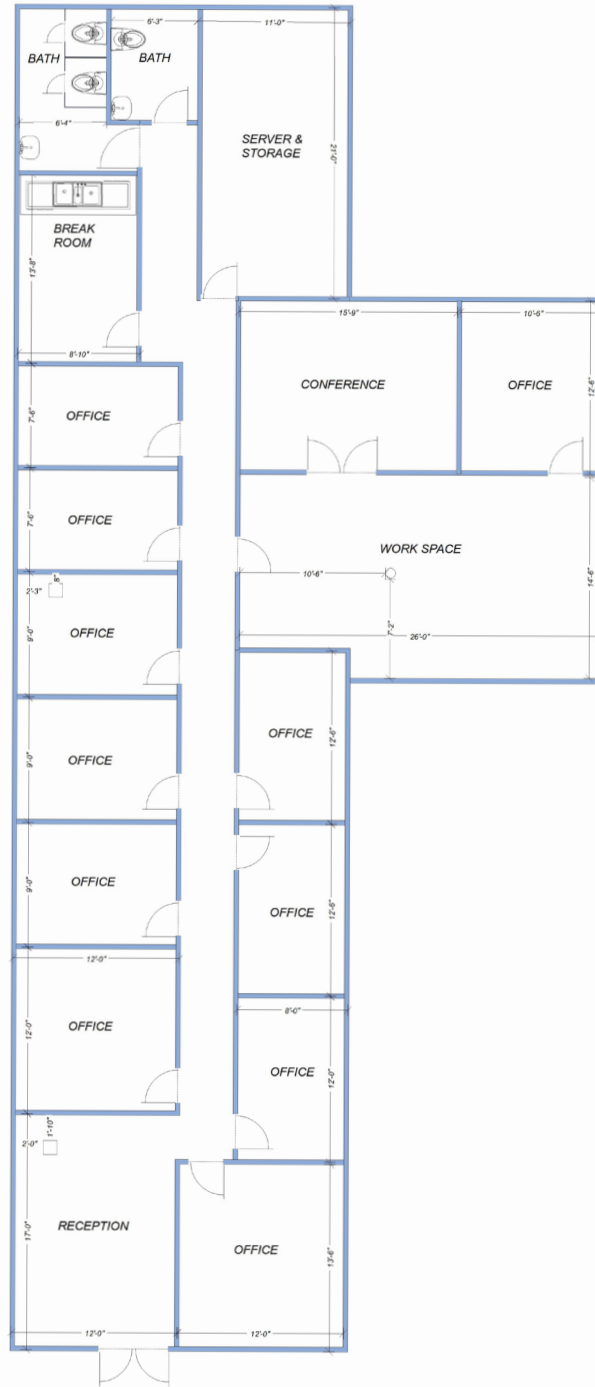 6'-3"
11'-0"
BATH
BATH
6'-4"
SERVER &
STORAGE
21'-0"
BREAK
ROOM
13'-8"
8'-10"
15'-9"
10'-6"
CONFERENCE
OFFICE
12'-6"
OFFICE
7'-6"
OFFICE
7'-6"
WORK SPACE
10'-6"
14'-6"
7'-2"
26'-0"
2'-3"
OFFICE
9'-0"
OFFICE
12'-6"
OFFICE
9'-0"
OFFICE
9'-0"
OFFICE
12'-6"
12'-0"
8'-0"
OFFICE
12'-0"
OFFICE
12'-0"
2'-0"
1'-10"
RECEPTION
17'-0"
OFFICE
13'-6"
12'-0"
12'-0"